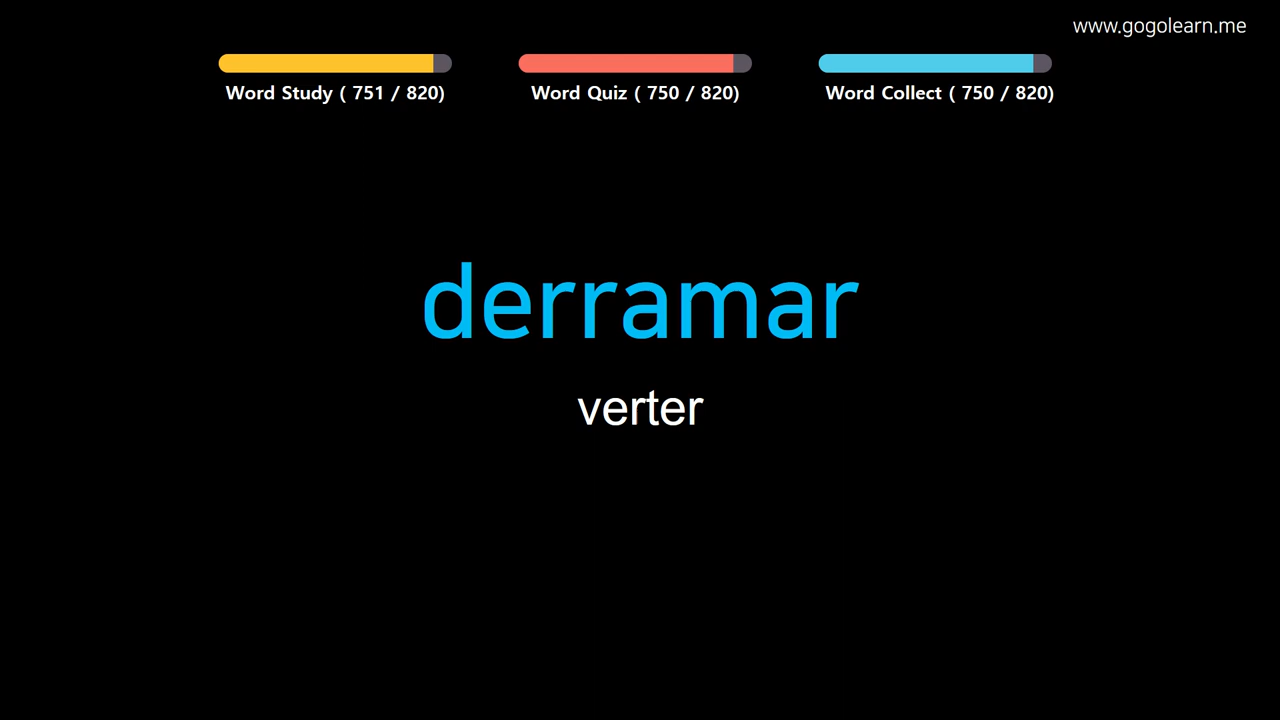 www.gogolearn.me
Word Study ( 751 / 820)
Word Quiz ( 750 / 820)
Word Collect ( 750 / 820)
derramar
verter